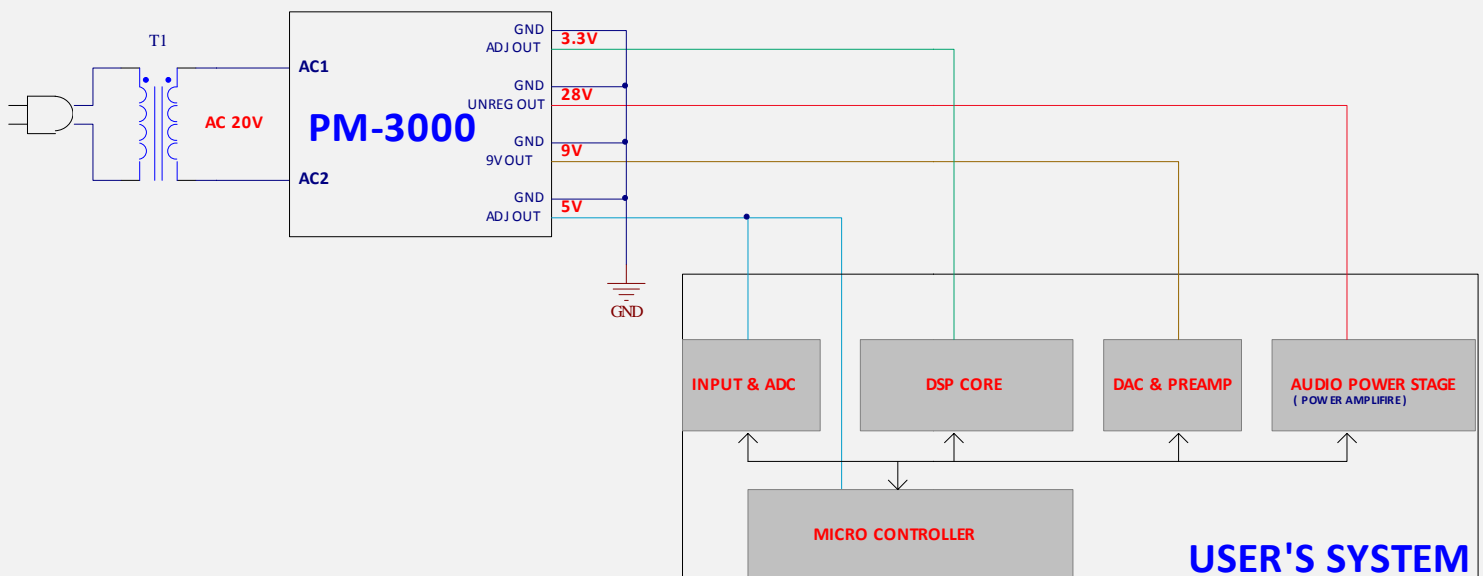 T1
AC 20V
AC1
PM-3000
AC2
GND
ADJ OUT
3.3V
GND
UNREG OUT
28V
GND
9V OUT
9V
GND
ADJ OUT
5V
GND
INPUT & ADC
DSP CORE
DAC & PREAMP
AUDIO POWER STAGE
( POWER AMPLIFIRE )
MICRO CONTROLLER
USER'S SYSTEM